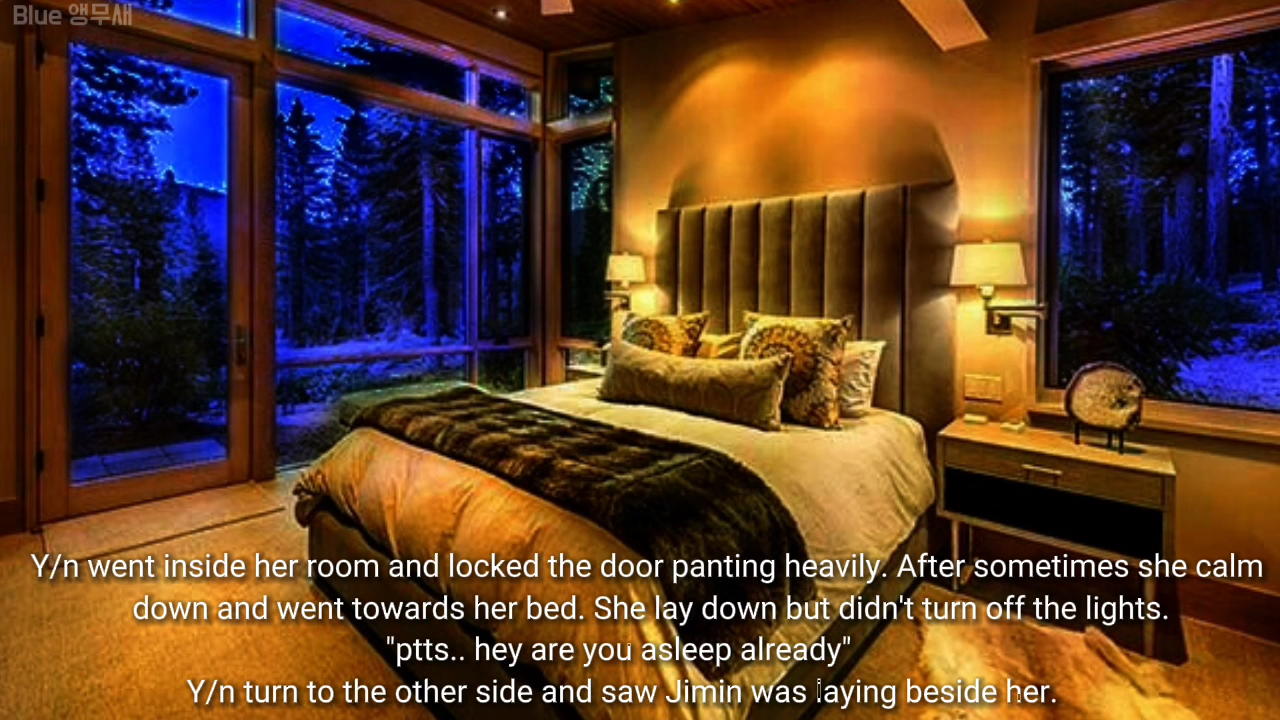 Blue 앵무새
Y/n went inside her room and locked the door panting heavily. After sometimes she calm
down and went towards her bed. She lay down but didn't turn off the lights.
"ptts.. hey are you asleep already"
Y/n turn to the other side and saw Jimin was laying beside her.